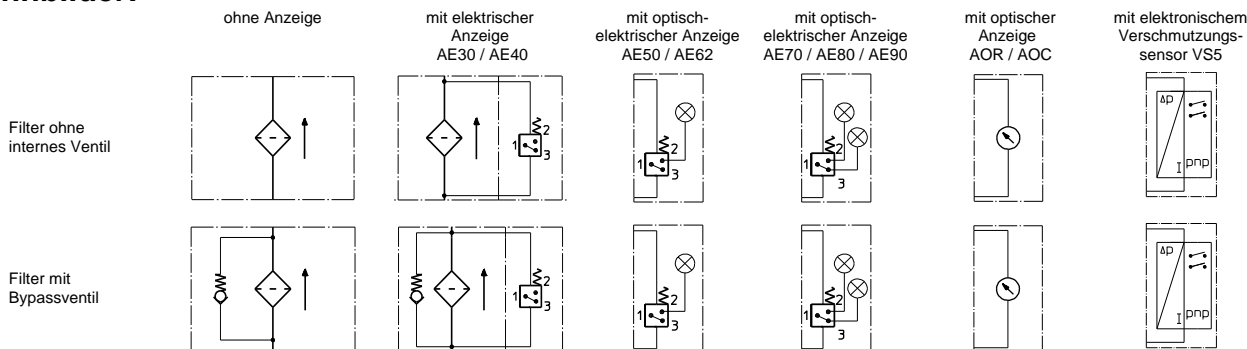 ohne Anzeige
mit elektrischer
Anzeige
AE30 / AE40
mit optisch-
elektrischer Anzeige
AE50 / AE62
mit optisch-
elektrischer Anzeige
AE70 / AE80 / AE90
mit optischer
Anzeige
AOR / AOC
mit elektronischem
Verschmutzungs-
sensor VS5
Filter ohne
internes Ventil
1 2 3
1 2 3
1 2 3
Δp
I pnp
Filter mit
Bypassventil
1 2 3
1 2 3
1 2 3
Δp
I pnp